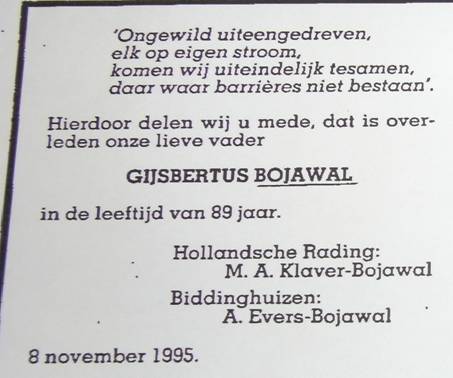 'Ongewild uiteengedreven,
elk op eigen stroom,
komen wij uiteindelijk tesamen,
daar waar barrières niet bestaan'.
Hierdoor delen wij u mede, dat is over-
leden onze lieve vader
GIJSBERTUS BOJAWAL
in de leeftijd van 89 jaar.
Hollandsche Rading:
M. A. Klaver-Bojawal
Biddinghuizen:
A. Evers-Bojawal
8 november 1995.